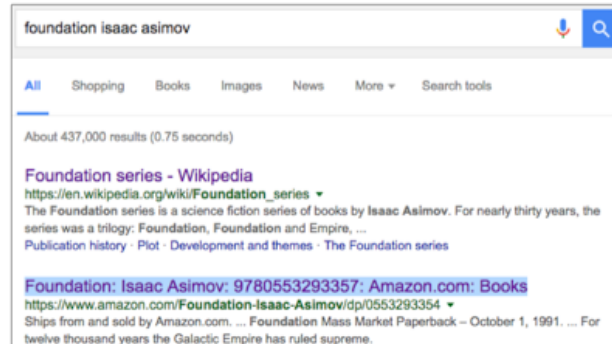 foundation isaac asimov
All Shopping Books Images News More Search tools
About 437,000 results (0.75 seconds)
Foundation series - Wikipedia
https://en.wikipedia.org/wiki/Foundation_series
The Foundation series is a science fiction series of books by Isaac Asimov. For nearly thirty years, the
series was a trilogy: Foundation, Foundation and Empire, ...
Publication history · Plot · Development and themes · The Foundation series
Foundation: Isaac Asimov: 9780553293357: Amazon.com: Books
https://www.amazon.com/Foundation-Isaac-Asimov/dp/0553293354
Ships from and sold by Amazon.com. ... Foundation Mass Market Paperback – October 1, 1991. ... For
twelve thousand years the Galactic Empire has ruled supreme.